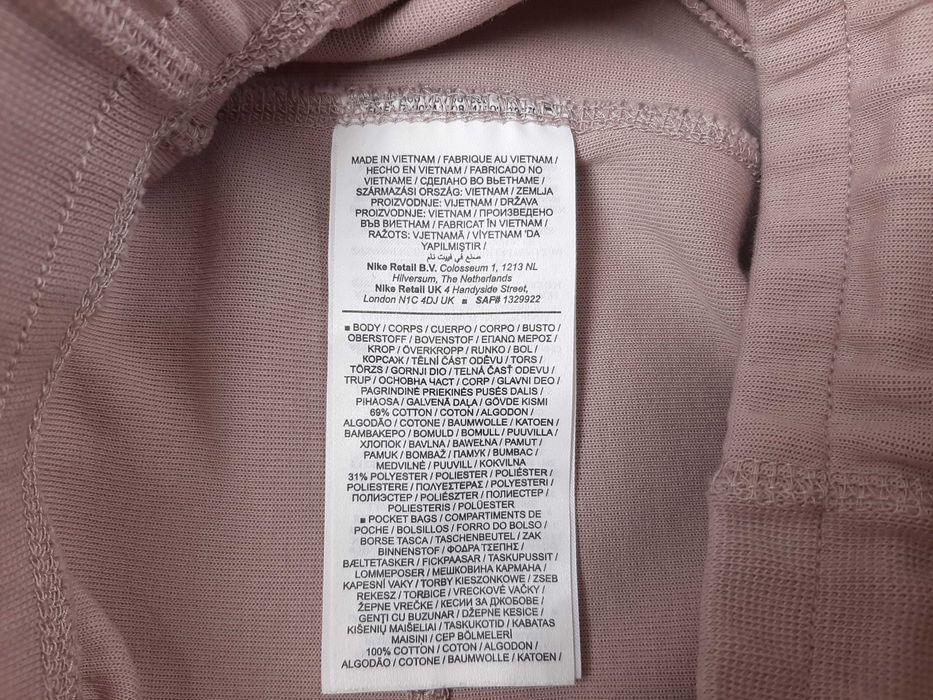 MADE IN VIETNAM / FABRIQUE AU VIETNAM /
HECHO EN VIETNAM / FABRICADO NO
VIETNAME / СДЕЛАНО ВО ВЬЕТНАМЕ /
SZÁRMAZÁSI ORSZÁG: VIETNAM / ZEMLJA
PROIZVODNJE: VIJETNAM / DRŽAVA
PROIZVODNJE: VIETNAM / ПРОИЗВЕДЕНО
ВЪВ ВИЕТНАМ / FABRICAT ÎN VIETNAM /
RAŽOTS: VJETNAMĀ / VİYETNAM 'DA
YAPILMIŞTIR /
صنع في فييت نام
Nike Retail B.V. Colosseum 1, 1213 NL
Hilversum, The Netherlands
Nike Retail UK 4 Handyside Street,
London N1C 4DJ UK ■ SAF# 1329922
■ BODY / CORPS / CUERPO / CORPO / BUSTO /
OBERSTOFF / BOVENSTOF / ΕΠΑΝΩ ΜΕΡΟΣ /
KROP / ÖVERKROPP / RUNKO / BOL /
КОРСАЖ / TĚLNÍ ČÁST ODĚVU / TORS /
TÖRZS / GORNJI DIO / TELNÁ ČASŤ ODEVU /
TRUP / ОСНОВНА ЧАСТ / CORP / GLAVNI DEO /
PAGRINDINĖ PRIEKINĖS PUSĖS DALIS /
PIHAOSA / GALVENĀ DAĻA / GÖVDE KISMI
69% COTTON / COTON / ALGODON /
ALGODÃO / COTONE / BAUMWOLLE / KATOEN /
ΒΑΜΒΑΚΕΡΟ / BOMULD / BOMULL / PUUVILLA /
ХЛОПОК / BAVLNA / BAWEŁNA / PAMUT /
PAMUK / BOMBAŽ / ПАМУК / BUMBAC /
MEDVILNĖ / PUUVILL / KOKVILNA
31% POLYESTER / POLIESTER / POLIÉSTER /
POLIESTERE / ΠΟΛΥΕΣΤΕΡΑΣ / POLYESTERI /
ПОЛИЭСТЕР / POLIÉSZTER / ПОЛИЕСТЕР /
POLIESTERIS / POLÜESTER
■ POCKET BAGS / COMPARTIMENTS DE
POCHE / BOLSILLOS / FORRO DO BOLSO /
BORSE TASCA / TASCHENBEUTEL / ZAK
BINNENSTOF / ΦΟΔΡΑ ΤΣΕΠΗΣ /
BÆLTETASKER / FICKPAASAR / TASKUPUSSIT /
LOMMEPOSER / МЕШКОВИНА КАРМАНА /
KAPESNÍ VAKY / TORBY KIESZONKOWE / ZSEB
REKESZ / TORBICE / VRECKOVÉ VAČKY /
ŽEPNE VREČKE / КЕСИИ ЗА ДЖОБОВЕ /
GENȚI CU BUZUNAR / DŽEPNE KESICE /
KIŠENIŲ MAIŠELIAI / TASKUKOTID / KABATAS
MAISIŅI / CEP BÖLMELERİ
100% COTTON / COTON / ALGODON /
ALGODÃO / COTONE / BAUMWOLLE / KATOEN /